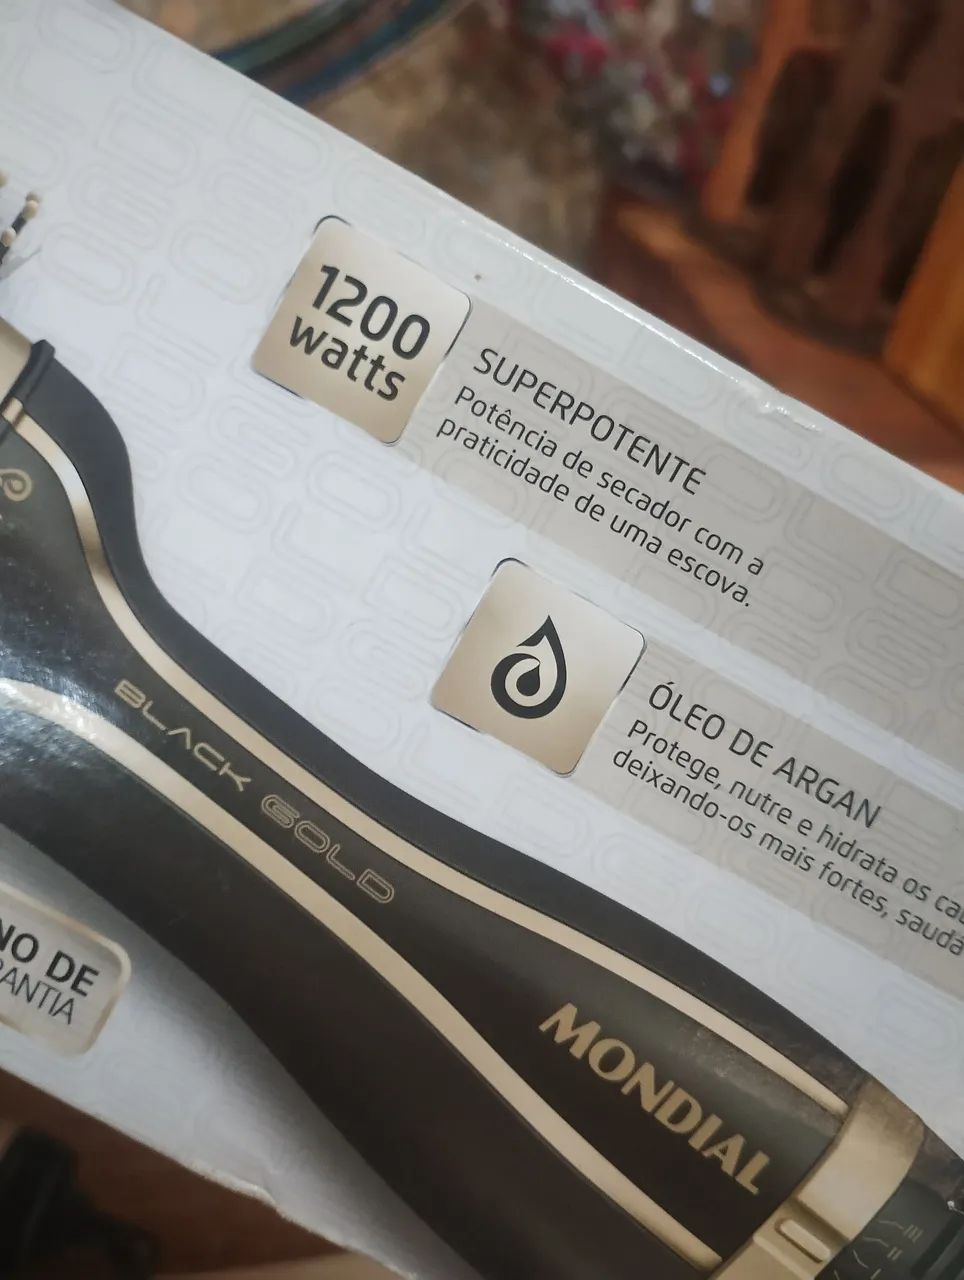 1200
watts
SUPERPOTENTE
Potência de secador com a
praticidade de uma escova.
ÓLEO DE ARGAN
Protege, nutre e hidrata os
deixando-os mais fortes,
BLACK GOLD
NO DE
MONDIAL